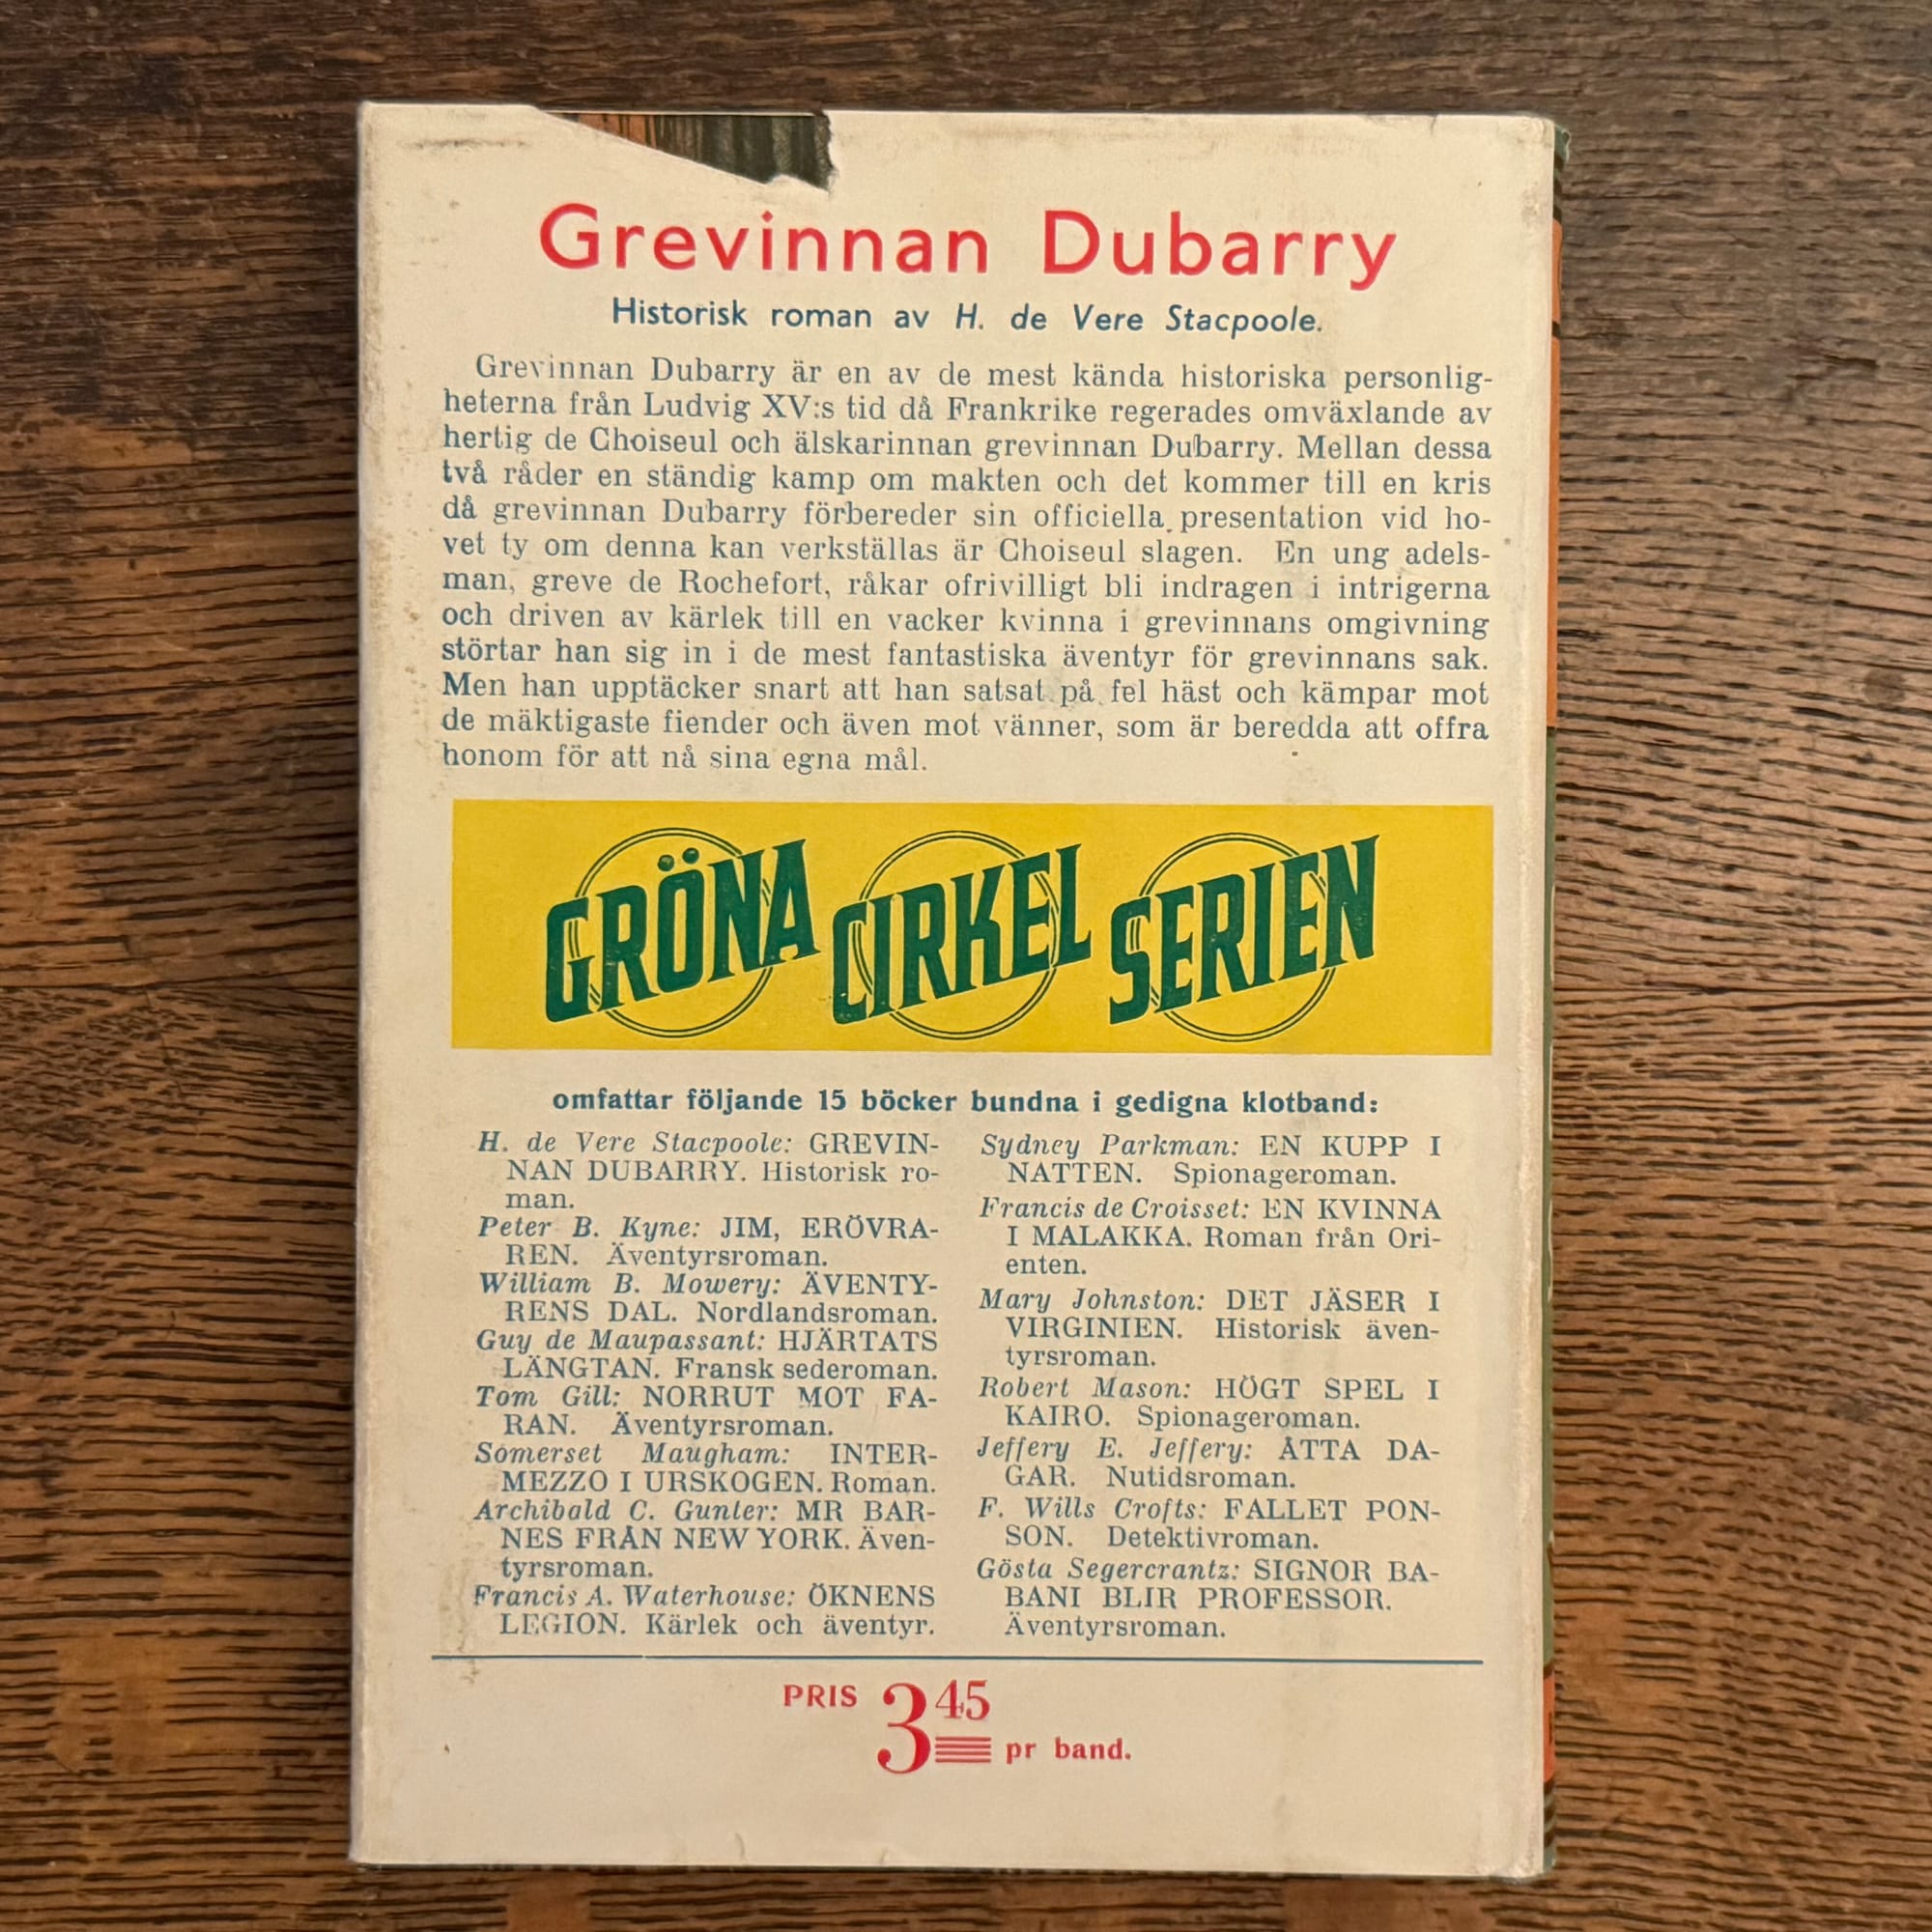 Grevinnan Dubarry
Historisk roman av H. de Vere Stacpoole.
Grevinnan Dubarry är en av de mest kända historiska personlig-
heterna från Ludvig XV:s tid då Frankrike regerades omväxlande av
hertig de Choiseul och älskarinnan grevinnan Dubarry. Mellan dessa
två råder en ständig kamp om makten och det kommer till en kris
då grevinnan Dubarry förbereder sin officiella presentation vid ho-
vet ty om denna kan verkställas är Choiseul slagen. En ung adels-
man, greve de Rochefort, råkar ofrivilligt bli indragen i intrigerna
och driven av kärlek till en vacker kvinna i grevinnans omgivning
störtar han sig in i de mest fantastiska äventyr för grevinnans sak.
Men han upptäcker snart att han satsat på fel häst och kämpar mot
de mäktigaste fiender och även mot vänner, som är beredda att offra
honom för att nå sina egna mål.
GRÖNA CIRKEL SERIEN
omfattar följande 15 böcker bundna i gedigna klotband:
H. de Vere Stacpoole: GREVIN-
NAN DUBARRY. Historisk ro-
man.
Peter B. Kyne: JIM, ERÖVRA-
REN. Äventyrsroman.
William B. Mowery: ÄVENTY-
RENS DAL. Nordlandsroman.
Guy de Maupassant: HJÄRTATS
LÄNGTAN. Fransk sederoman.
Tom Gill: NORRUT MOT FA-
RAN. Äventyrsroman.
Somerset Maugham: INTER-
MEZZO I URSKOGEN. Roman.
Archibald C. Gunter: MR BAR-
NES FRÅN NEW YORK. Även-
tyrsroman.
Francis A. Waterhouse: ÖKNENS
LEGION. Kärlek och äventyr.
Sydney Parkman: EN KUPP I
NATTEN. Spionageroman.
Francis de Croisset: EN KVINNA
I MALAKKA. Roman från Ori-
enten.
Mary Johnston: DET JÄSER I
VIRGINIEN. Historisk även-
tyrsroman.
Robert Mason: HÖGT SPEL I
KAIRO. Spionageroman.
Jeffery E. Jeffery: ÅTTA DA-
GAR. Nutidsroman.
F. Wills Crofts: FALLET PON-
SON. Detektivroman.
Gösta Segercrantz: SIGNOR BA-
BANI BLIR PROFESSOR.
Äventyrsroman.
PRIS 3 45 pr band.